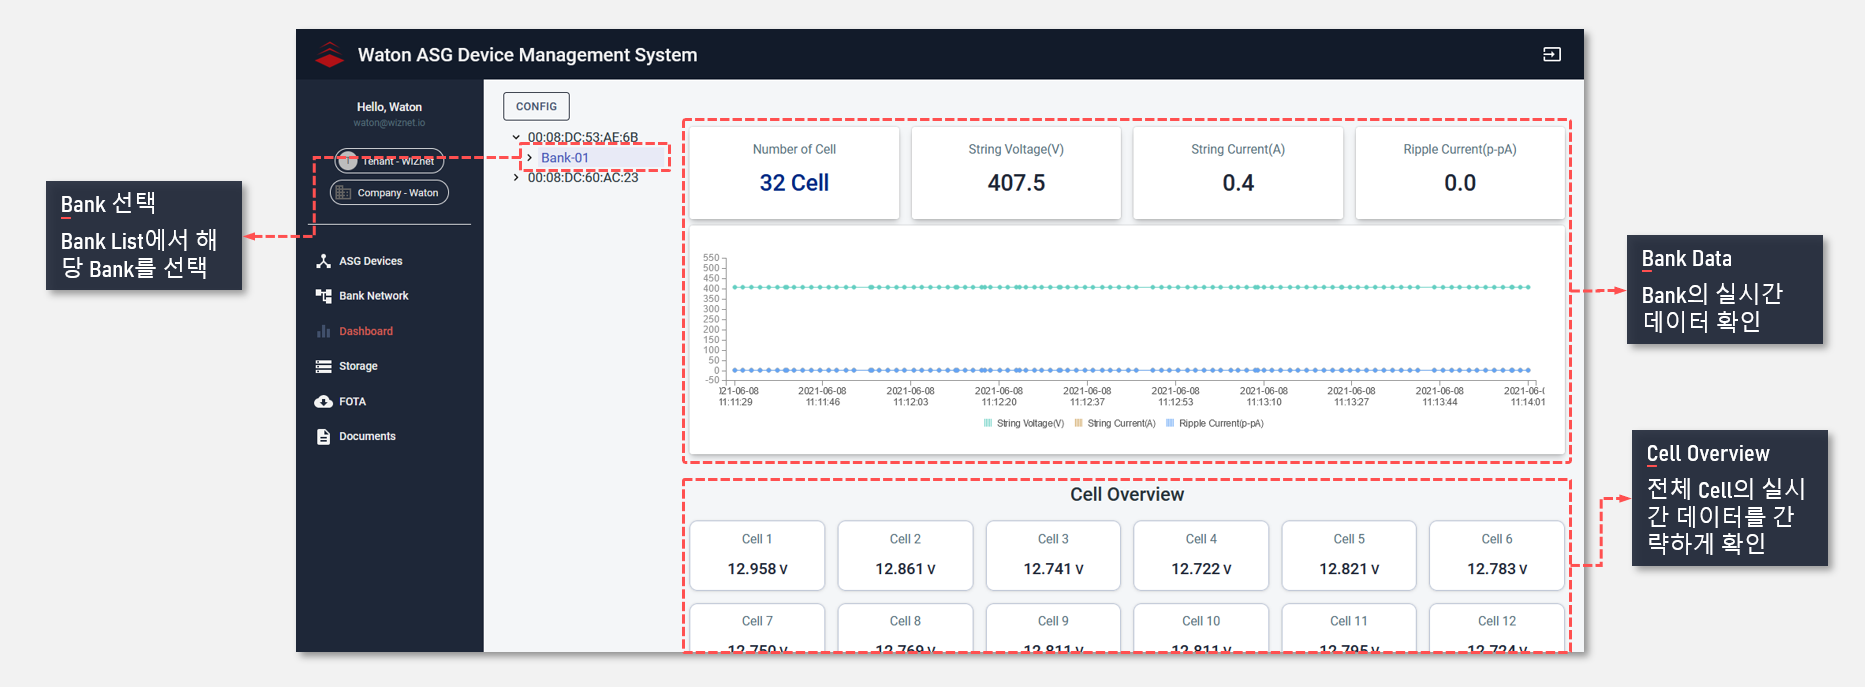 Waton ASG Device Management System
Hello, Waton
waton@wiznet.io
Tenant - Wiznet
Company - Waton
ASG Devices
Bank Network
Dashboard
Storage
FOTA
Documents
CONFIG
00:08:DC:53:AE:6B
Bank-01
00:08:DC:60:AC:23
Bank 선택
Bank List에서 해
당 Bank를 선택
Number of Cell
32 Cell
String Voltage(V)
407.5
String Current(A)
0.4
Ripple Current(p-pA)
0.0
550
500
450
400
350
300
250
200
150
100
50
0
-50
21-06-08 2021-06-08 2021-06-08 2021-06-08 2021-06-08 2021-06-08 2021-06-08 2021-06-08 2021-06-08 2021-06-
11:11:29 11:11:46 11:12:03 11:12:20 11:12:37 11:12:53 11:13:10 11:13:27 11:13:44 11:14:01
String Voltage(V) String Current(A) Ripple Current(p-pA)
Bank Data
Bank의 실시간
데이터 확인
Cell Overview
Cell 1 Cell 2 Cell 3 Cell 4 Cell 5 Cell 6
12.958 V 12.861 V 12.741 V 12.722 V 12.821 V 12.783 V
Cell 7 Cell 8 Cell 9 Cell 10 Cell 11 Cell 12
12.750 V 12.769 V 12.811 V 12.811 V 12.795 V 12.724 V
Cell Overview
전체 Cell의 실시
간 데이터를 간
략하게 확인